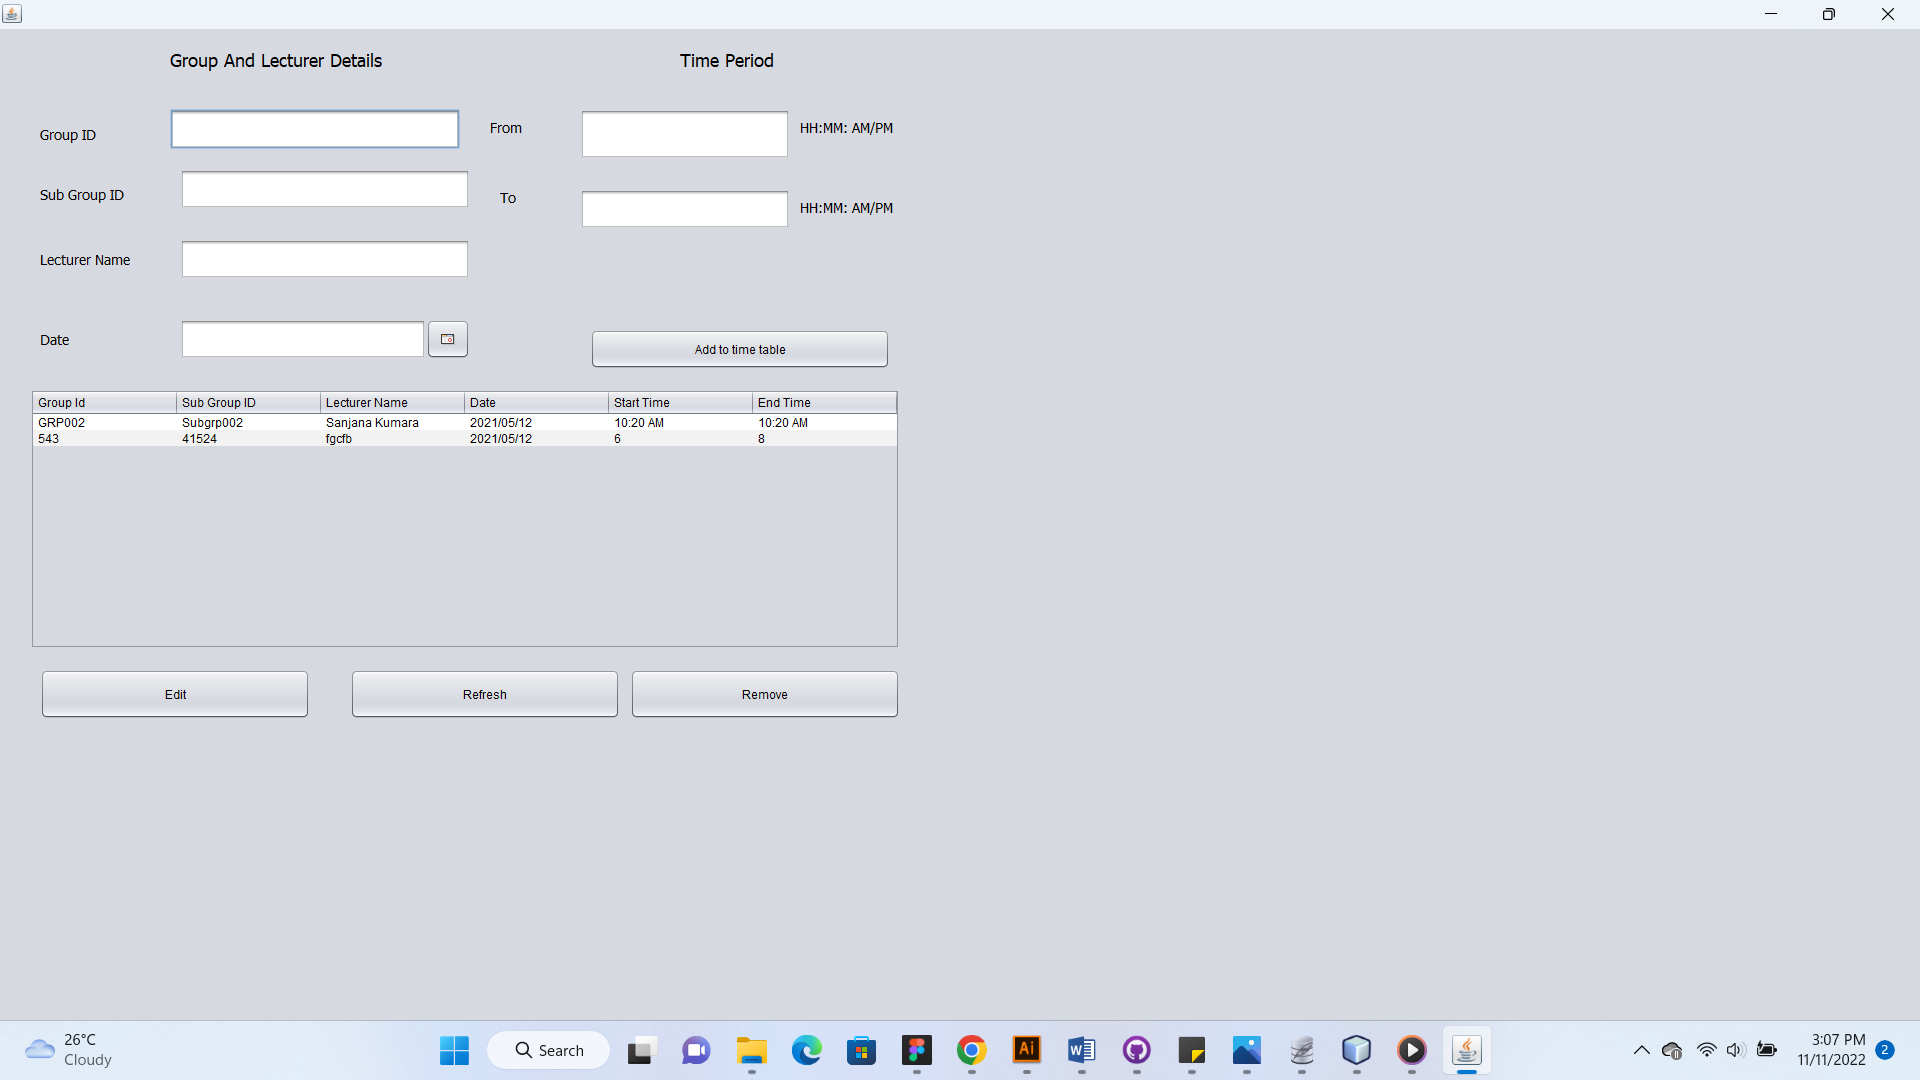 Group And Lecturer Details
Time Period
Group ID
From
HH:MM: AM/PM
Sub Group ID
To
HH:MM: AM/PM
Lecturer Name
Date
Add to time table
Group Id Sub Group ID Lecturer Name Date Start Time End Time
GRP002 Subgrp002 Sanjana Kumara 2021/05/12 10:20 AM 10:20 AM
543 41524 fgcfb 2021/05/12 6 8
Edit
Refresh
Remove
26°C
Cloudy
Search
Ai
W
3:07 PM
11/11/2022
2